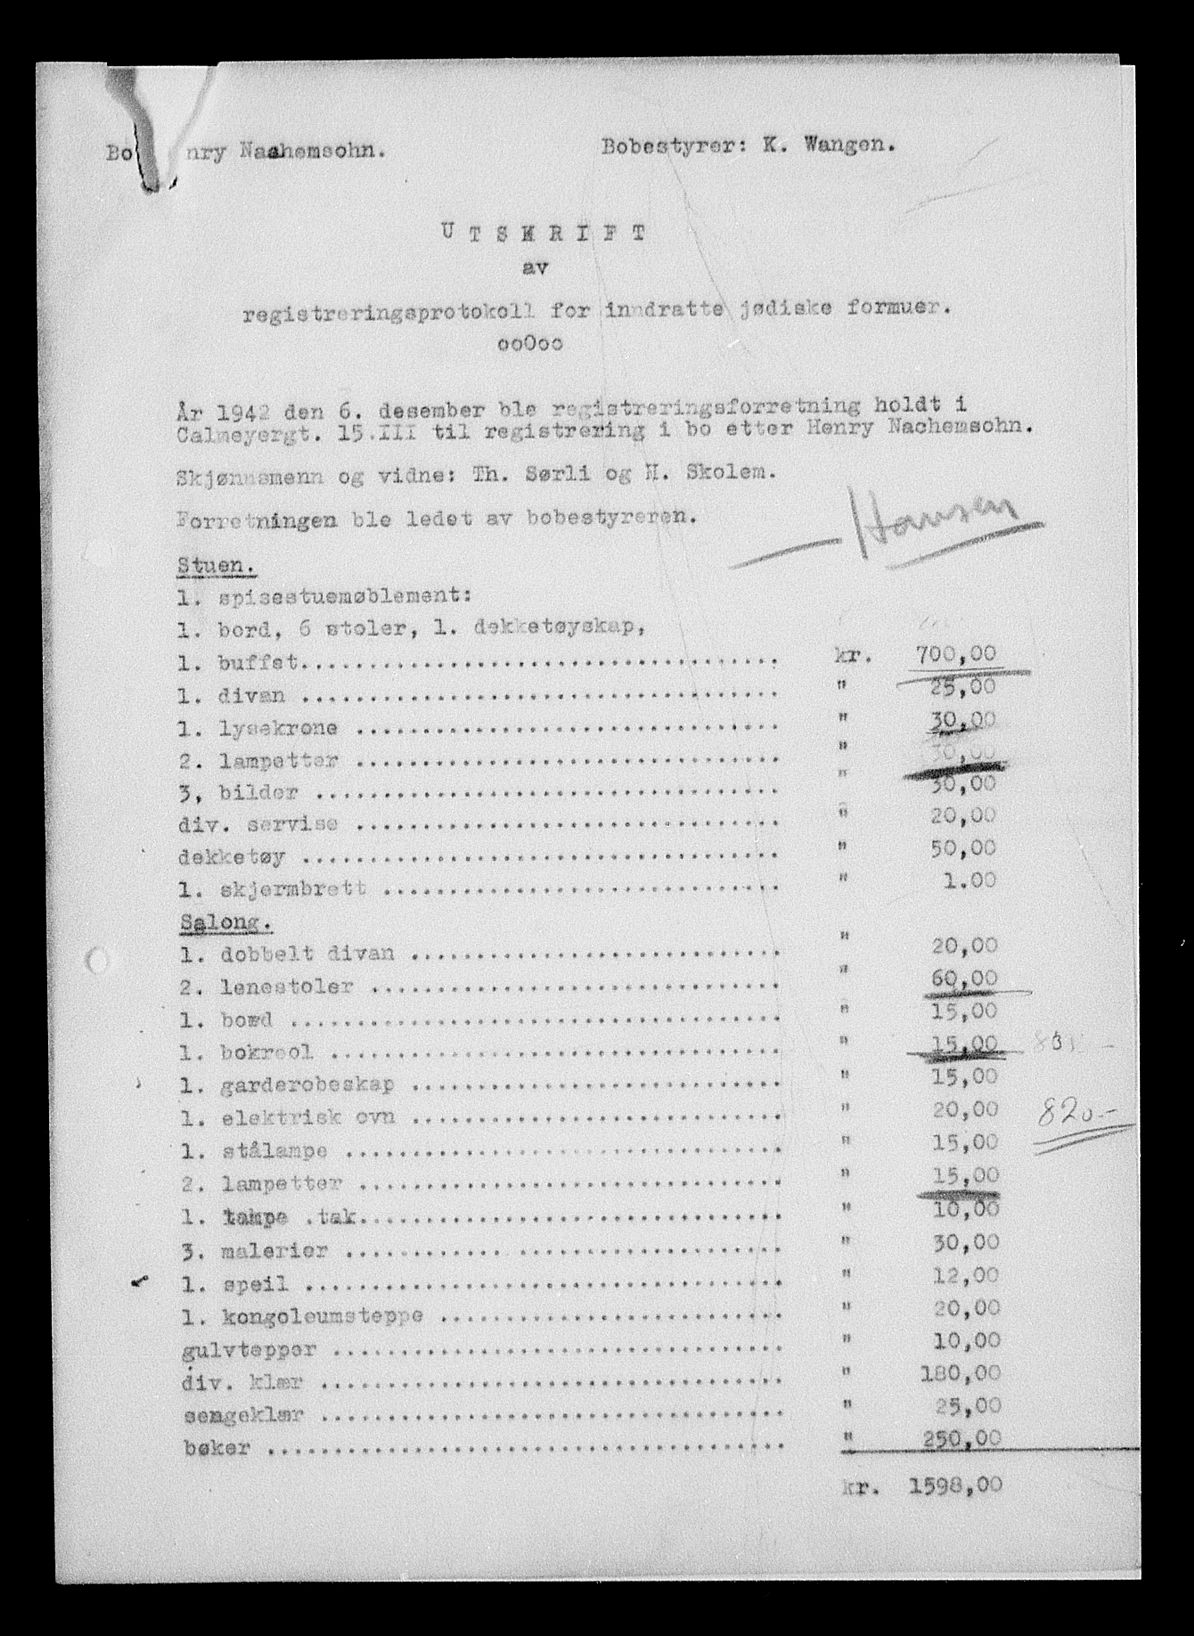 Bo nry Nachemsohn. Bobestyrer: K. Wangen.
UTSKRIFT
av
registreringsprotokoll for inndratte jødiske formuer.
ooOoo
År 1942 den 6. desember ble registreringsforretning holdt i
Calmeyergt. 15.III til registrering i bo etter Henry Nachemsohn.
Skjønnsmenn og vidne: Th. Sørli og H. Skolem.
Forretningen ble ledet av bobestyreren.
Hansen
Stuen.
1. spisestuemøblement:
1. bord, 6 stoler, 1. dekketøyskap,
1. buffet.................................... kr. 700,00
1. divan .................................... " 25,00
1. lysekrone ................................ " 30,00
2. lampetter ................................ " 30,00
3, bilder ................................... " 30,00
div. servise ................................ " 20,00
dekketøy .................................... " 50,00
1. skjermbrett .............................. " 1.00
Salong.
1. dobbelt divan ............................ " 20,00
2. lenestoler ............................... " 60,00
1. bord ..................................... " 15,00
1. bokreol .................................. " 15,00
1. garderobeskap ............................ " 15,00
1. elektrisk ovn ............................ " 20,00 820.-
1. stålampe ................................. " 15,00
2. lampetter ................................ " 15,00
1. lampe .tak................................ " 10,00
3. malerier ................................. " 30,00
1. speil .................................... " 12,00
1. kongoleumsteppe .......................... " 20,00
gulvtepper .................................. " 10,00
div. klær ................................... " 180,00
sengeklær ................................... " 25,00
bøker ....................................... " 250,00
kr. 1598,00